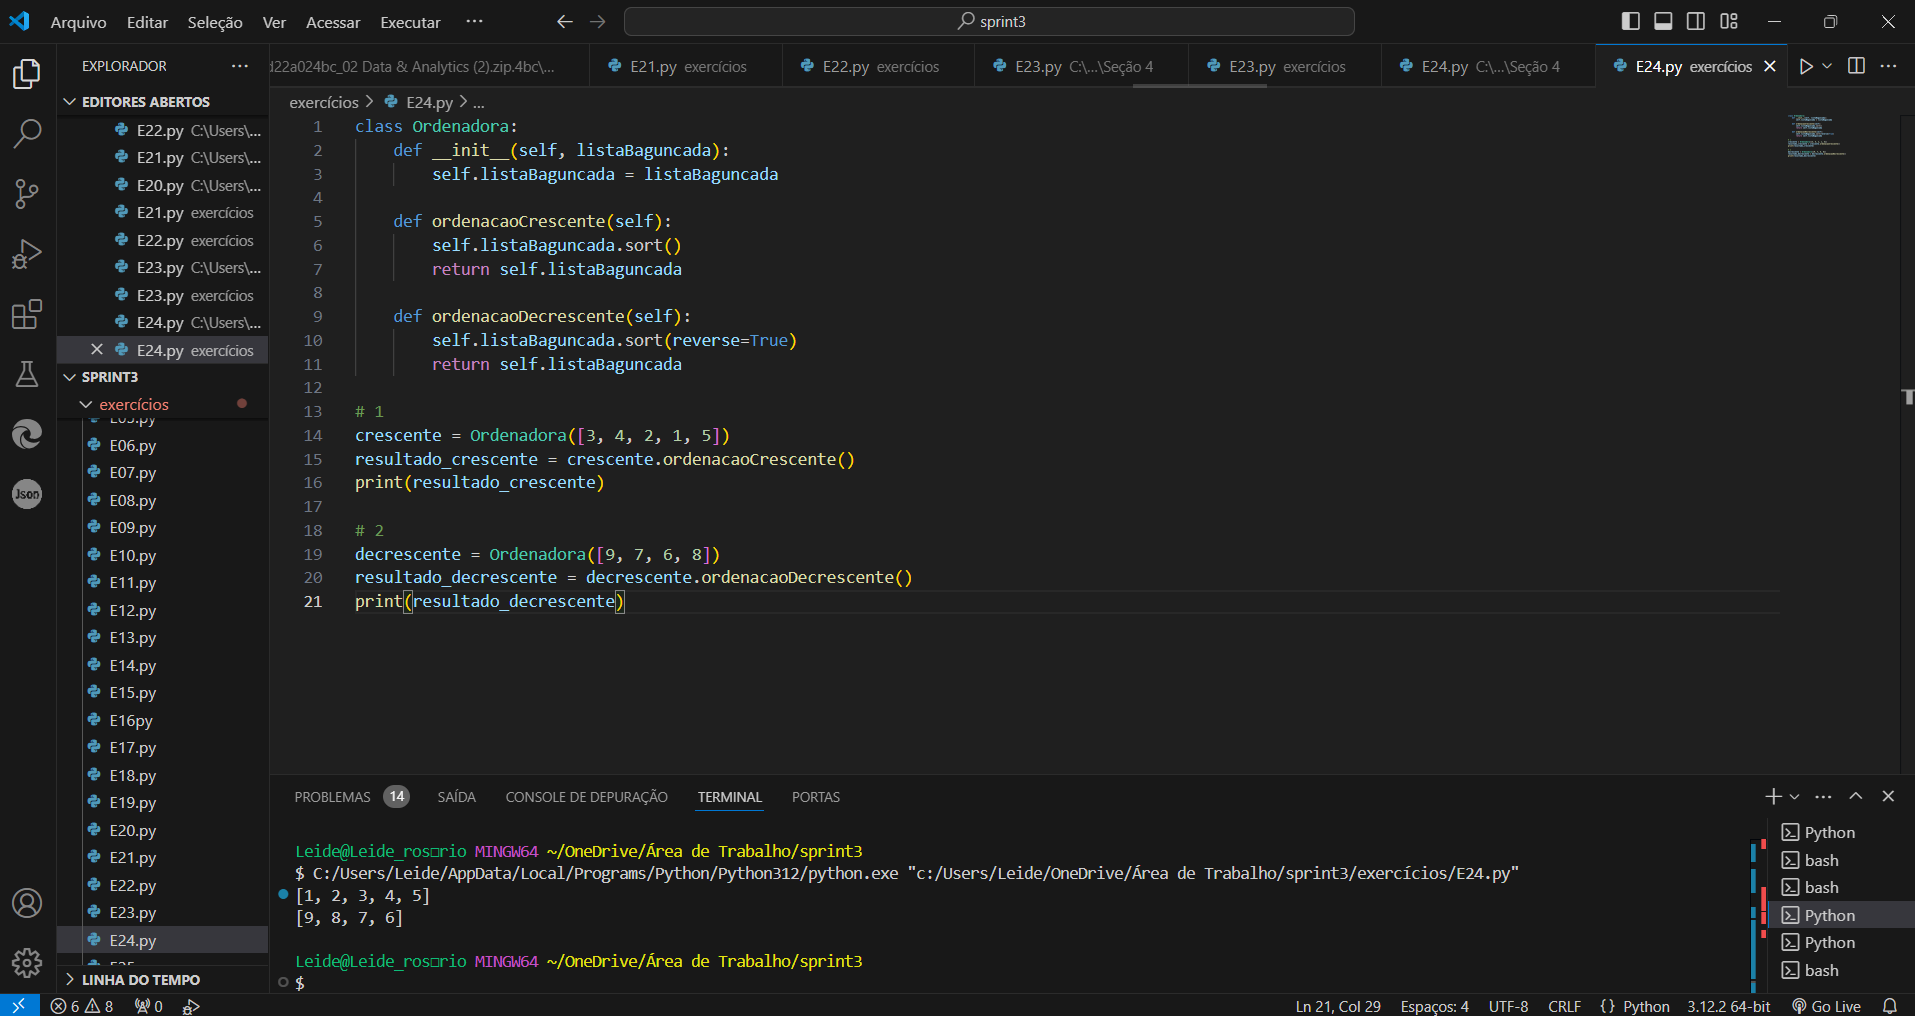 Arquivo Editar Seleção Ver Acessar Executar ··· sprint3
EXPLORADOR ···
EDITORES ABERTOS
E22.py C:\Users\...
E21.py C:\Users\...
E20.py C:\Users\...
E21.py exercícios
E22.py exercícios
E23.py C:\Users\...
E23.py exercícios
E24.py C:\Users\...
E24.py exercícios
SPRINT3
exercícios
E06.py
E07.py
E08.py
E09.py
E10.py
E11.py
E12.py
E13.py
E14.py
E15.py
E16py
E17.py
E18.py
E19.py
E20.py
E21.py
E22.py
E23.py
E24.py
LINHA DO TEMPO
Json
d22a024bc_02 Data & Analytics (2).zip.4bc\... E21.py exercícios E22.py exercícios E23.py C:\...\Seção 4 E23.py exercícios E24.py C:\...\Seção 4 E24.py exercícios
exercícios > E24.py > ...
1 class Ordenadora:
2 def __init__(self, listaBaguncada):
3 self.listaBaguncada = listaBaguncada
4
5 def ordenacaoCrescente(self):
6 self.listaBaguncada.sort()
7 return self.listaBaguncada
8
9 def ordenacaoDecrescente(self):
10 self.listaBaguncada.sort(reverse=True)
11 return self.listaBaguncada
12
13 # 1
14 crescente = Ordenadora([3, 4, 2, 1, 5])
15 resultado_crescente = crescente.ordenacaoCrescente()
16 print(resultado_crescente)
17
18 # 2
19 decrescente = Ordenadora([9, 7, 6, 8])
20 resultado_decrescente = decrescente.ordenacaoDecrescente()
21 print(resultado_decrescente)
PROBLEMAS 14 SAÍDA CONSOLE DE DEPURAÇÃO TERMINAL PORTAS
Leide@Leide_ros□rio MINGW64 ~/OneDrive/Área de Trabalho/sprint3
$ C:/Users/Leide/AppData/Local/Programs/Python/Python312/python.exe "c:/Users/Leide/OneDrive/Área de Trabalho/sprint3/exercícios/E24.py"
[1, 2, 3, 4, 5]
[9, 8, 7, 6]
Leide@Leide_ros□rio MINGW64 ~/OneDrive/Área de Trabalho/sprint3
$
Python
bash
bash
Python
Python
bash
6 8 0 Ln 21, Col 29 Espaços: 4 UTF-8 CRLF {} Python 3.12.2 64-bit Go Live